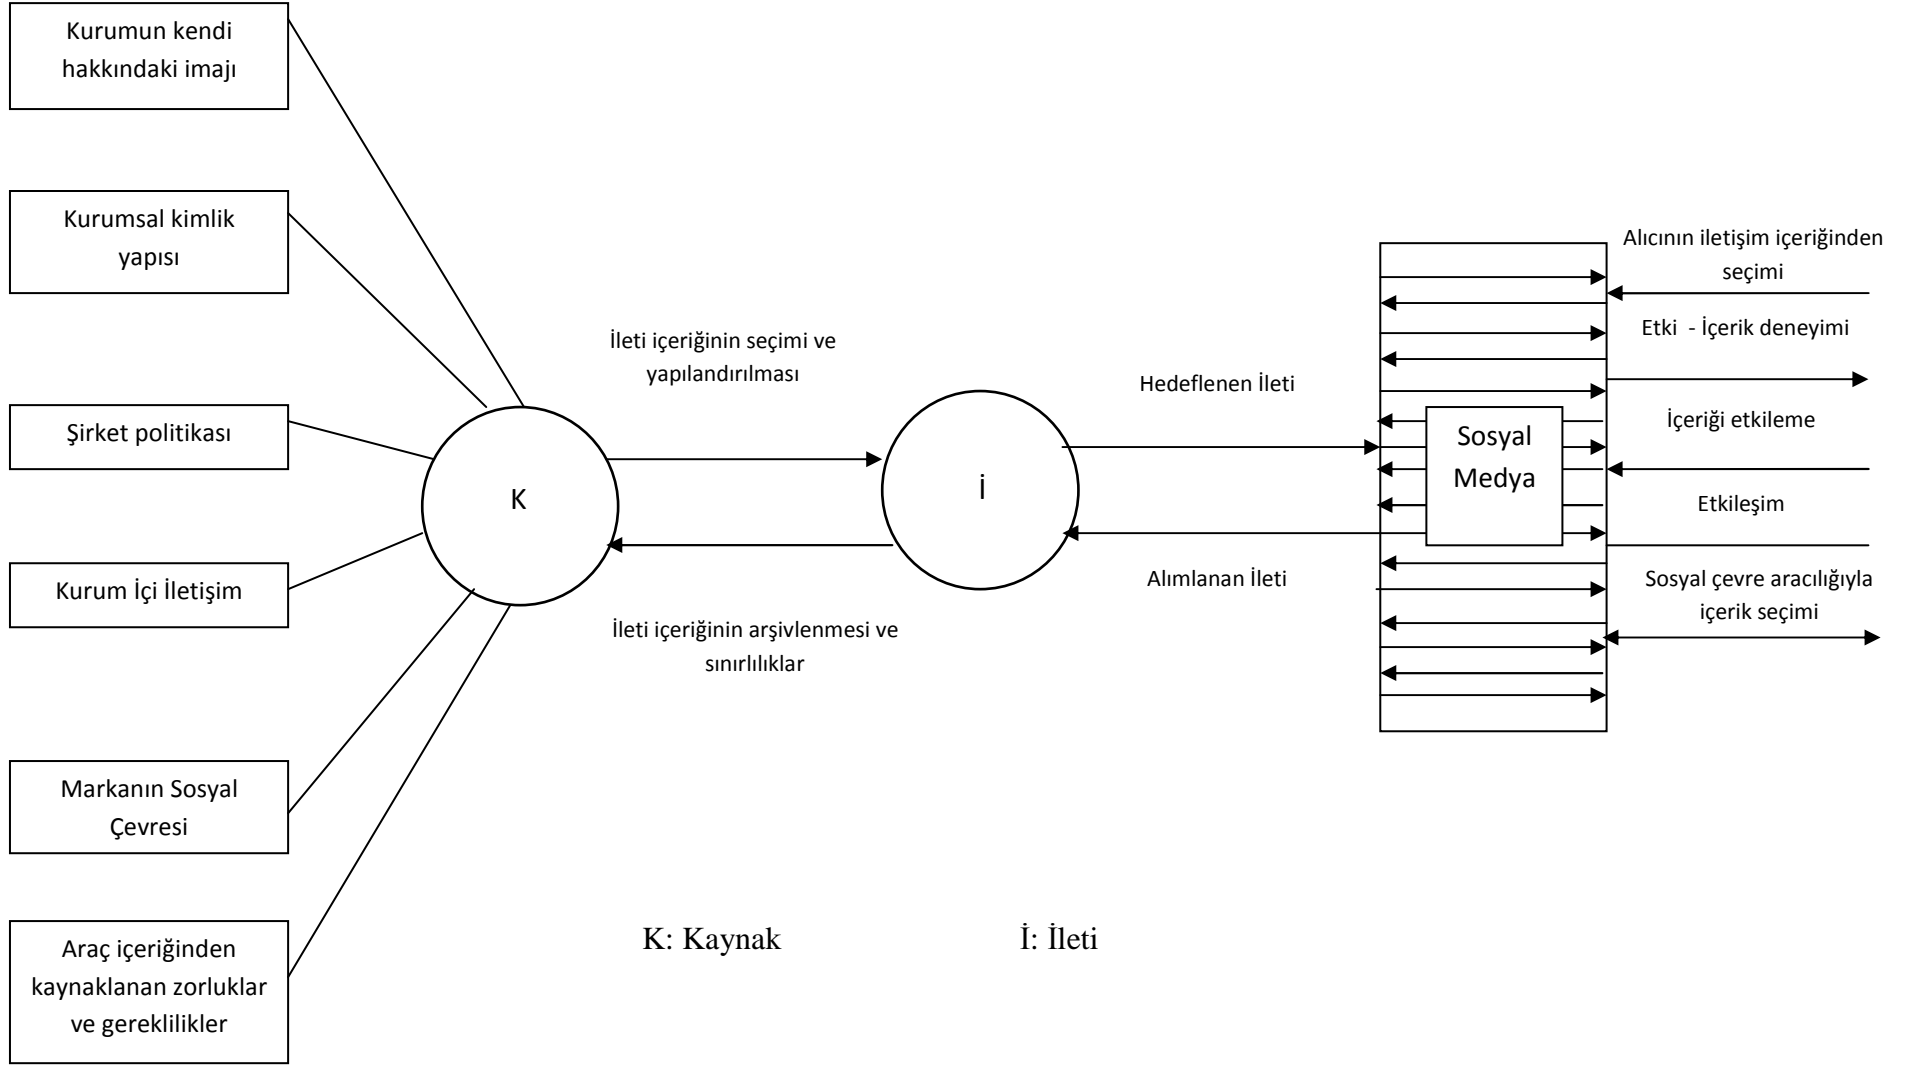 Kurumun kendi
hakkındaki imajı
Kurumsal kimlik
yapısı
Şirket politikası
Kurum İçi İletişim
Markanın Sosyal
Çevresi
Araç içeriğinden
kaynaklanan zorluklar
ve gereklilikler
K
İleti içeriğinin seçimi ve
yapılandırılması
İleti içeriğinin arşivlenmesi ve
sınırlılıklar
İ
Hedeflenen İleti
Alımlanan İleti
Sosyal
Medya
Alıcının iletişim içeriğinden
seçimi
Etki - İçerik deneyimi
İçeriği etkileme
Etkileşim
Sosyal çevre aracılığıyla
içerik seçimi
K: Kaynak
İ: İleti